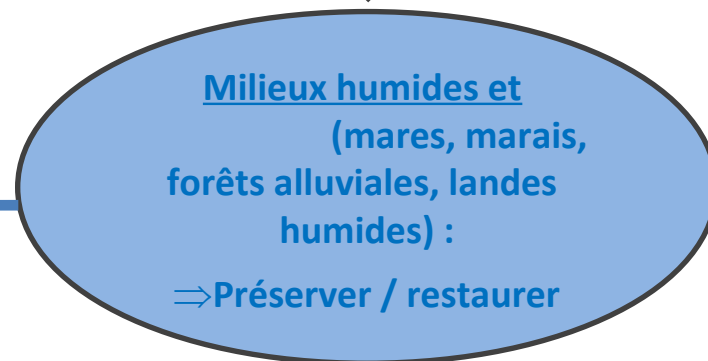 Milieux humides et
(mares, marais,
forêts alluviales, landes
humides) :
⇒Préserver / restaurer